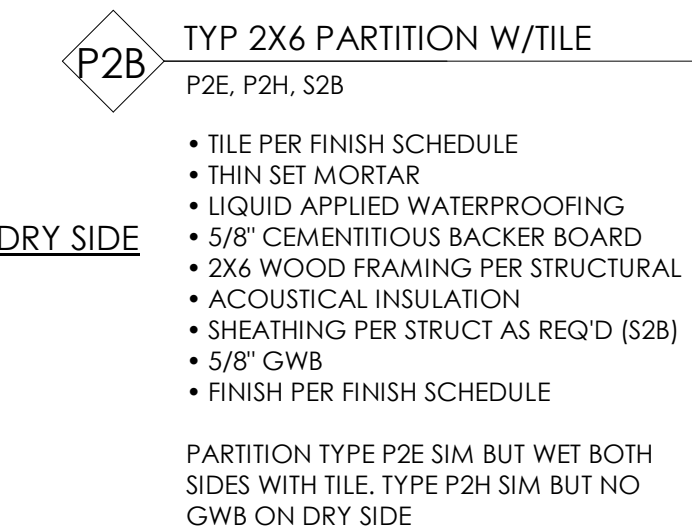 P2B
TYP 2X6 PARTITION W/TILE
P2E, P2H, S2B
• TILE PER FINISH SCHEDULE
• THIN SET MORTAR
• LIQUID APPLIED WATERPROOFING
DRY SIDE
• 5/8" CEMENTITIOUS BACKER BOARD
• 2X6 WOOD FRAMING PER STRUCTURAL
• ACOUSTICAL INSULATION
• SHEATHING PER STRUCT AS REQ'D (S2B)
• 5/8" GWB
• FINISH PER FINISH SCHEDULE
PARTITION TYPE P2E SIM BUT WET BOTH
SIDES WITH TILE. TYPE P2H SIM BUT NO
GWB ON DRY SIDE